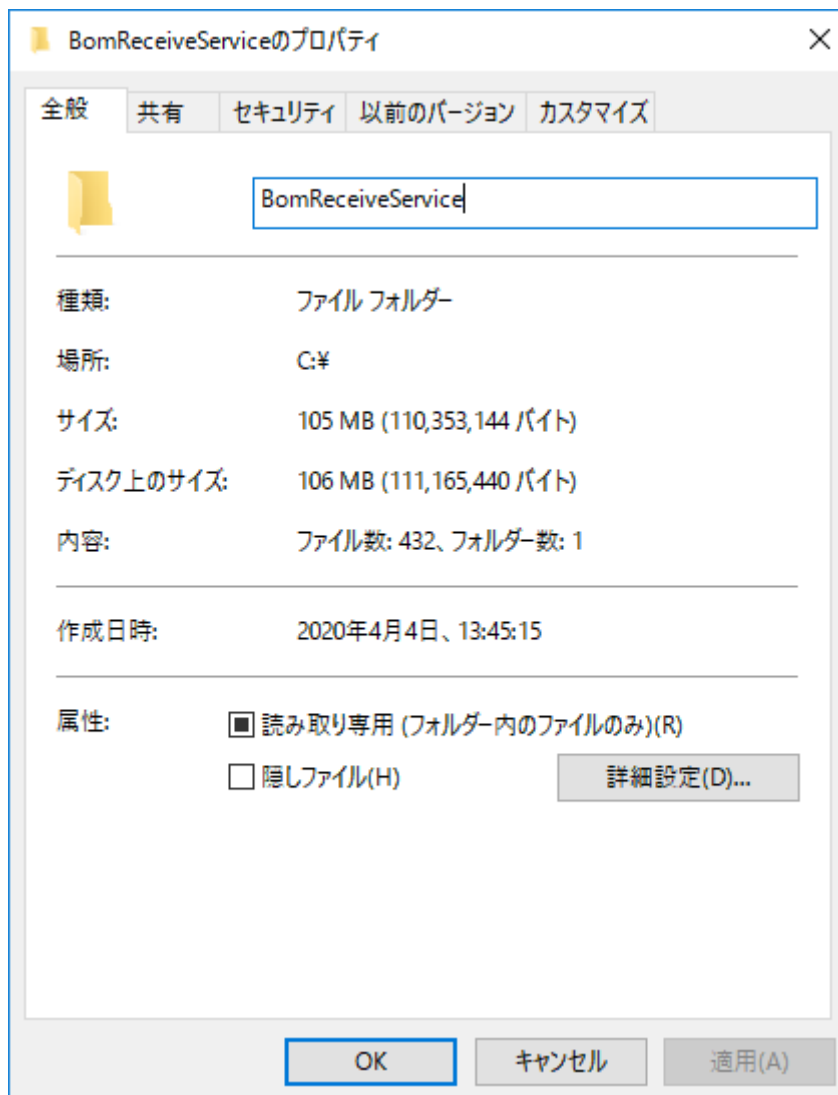 BomReceiveServiceのプロパティ
全般 共有 セキュリティ 以前のバージョン カスタマイズ
BomReceiveService
種類: ファイル フォルダー
場所: C:¥
サイズ: 105 MB (110,353,144 バイト)
ディスク上のサイズ: 106 MB (111,165,440 バイト)
内容: ファイル数: 432、フォルダー数: 1
作成日時: 2020年4月4日、13:45:15
属性: 読み取り専用 (フォルダー内のファイルのみ)(R)
隠しファイル(H) 詳細設定(D)...
OK キャンセル 適用(A)